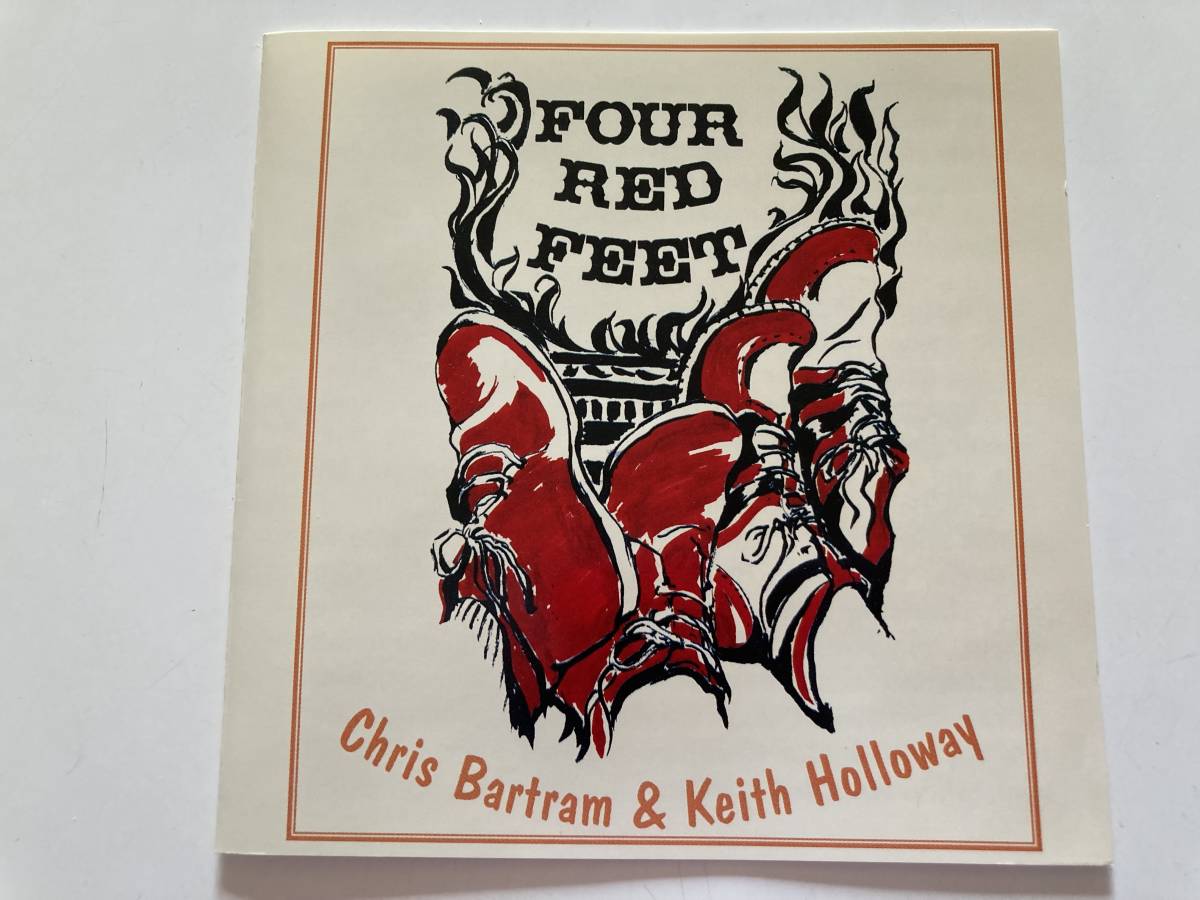 FOUR
RED
FEET
Chris Bartram & Keith Holloway